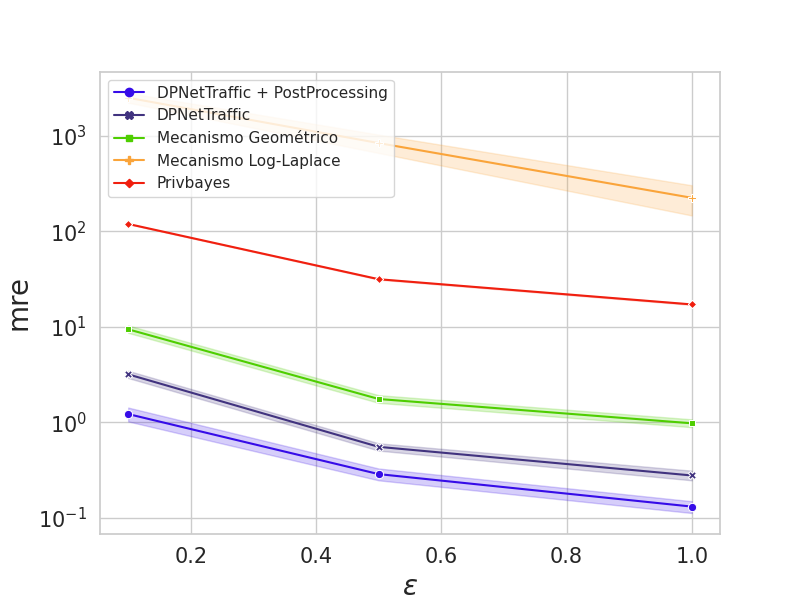 DPNetTraffic + PostProcessing
DPNetTraffic
Mecanismo Geométrico
Mecanismo Log-Laplace
Privbayes
10³
10²
10¹
10⁰
10⁻¹
mre
0.2 0.4 0.6 0.8 1.0
ε